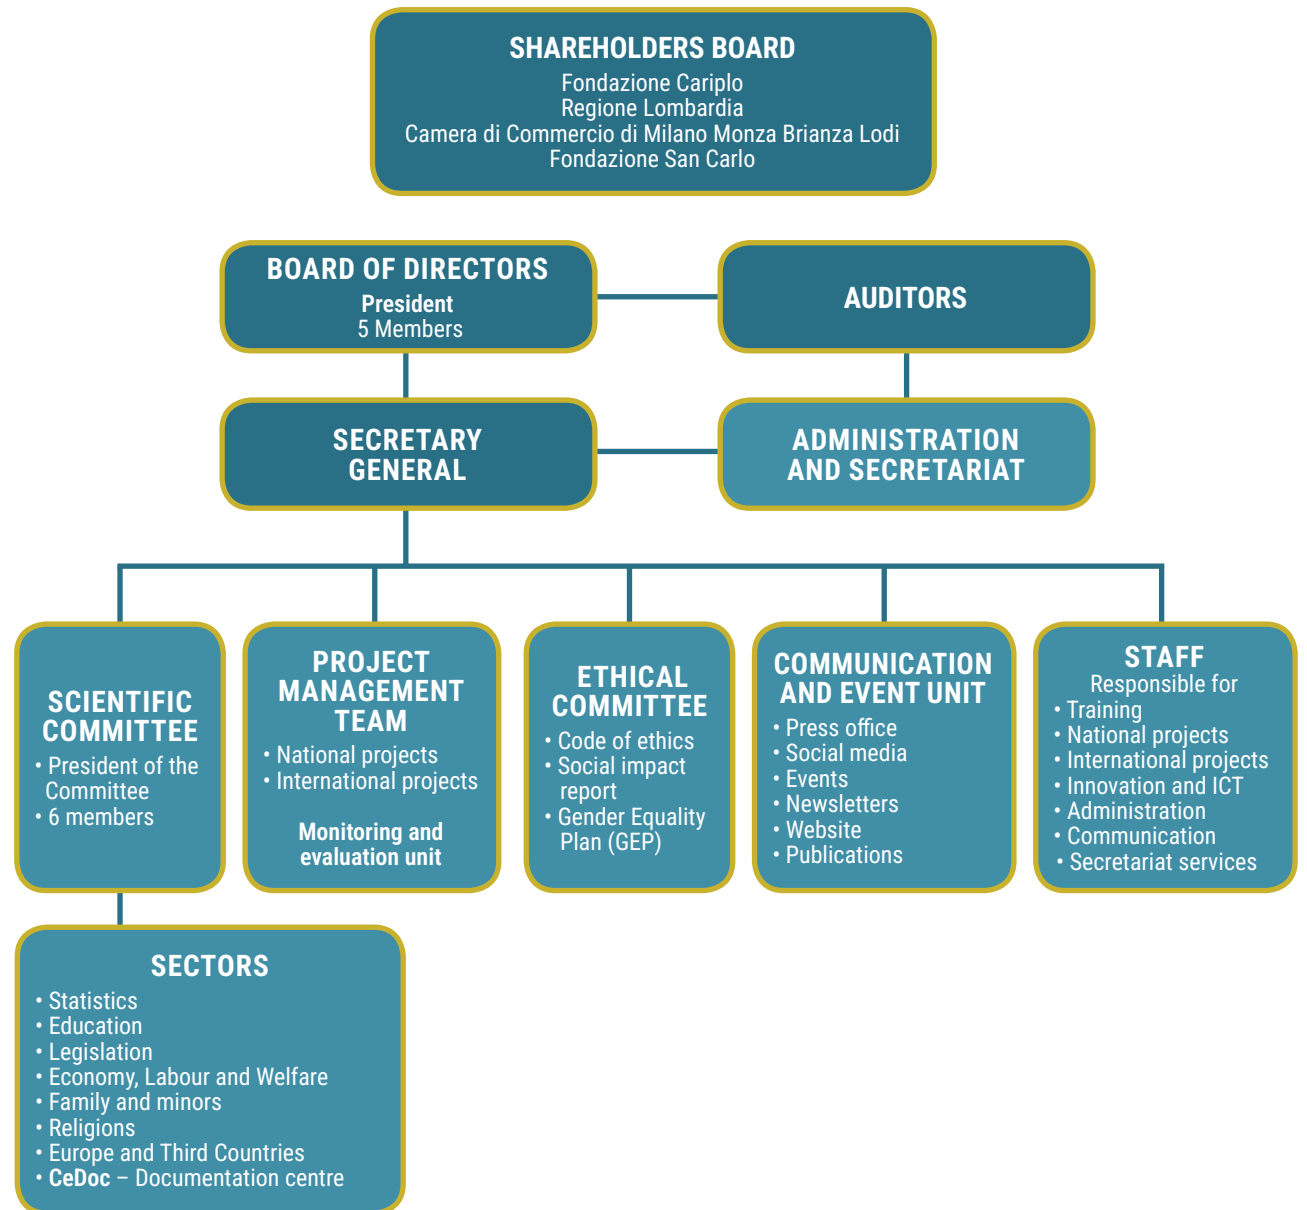 SHAREHOLDERS BOARD
Fondazione Cariplo
Regione Lombardia
Camera di Commercio di Milano Monza Brianza Lodi
Fondazione San Carlo
BOARD OF DIRECTORS
President
5 Members
AUDITORS
SECRETARY
GENERAL
ADMINISTRATION
AND SECRETARIAT
SCIENTIFIC
COMMITTEE
• President of the
Committee
• 6 members
PROJECT
MANAGEMENT
TEAM
• National projects
• International projects
Monitoring and
evaluation unit
ETHICAL
COMMITTEE
• Code of ethics
• Social impact
report
• Gender Equality
Plan (GEP)
COMMUNICATION
AND EVENT UNIT
• Press office
• Social media
• Events
• Newsletters
• Website
• Publications
STAFF
Responsible for
• Training
• National projects
• International projects
• Innovation and ICT
• Administration
• Communication
• Secretariat services
SECTORS
• Statistics
• Education
• Legislation
• Economy, Labour and Welfare
• Family and minors
• Religions
• Europe and Third Countries
• CeDoc – Documentation centre